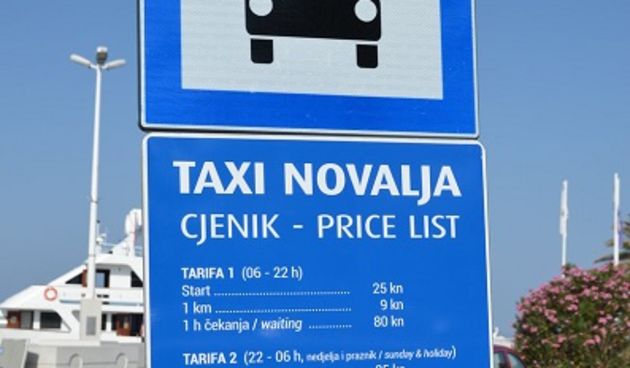 TAXI NOVALJA
CJENIK - PRICE LIST
TARIFA 1 (06 - 22 h)
Start ........................................ 25 kn
1 km ........................................ 9 kn
1 h čekanja / waiting .................... 80 kn
TARIFA 2 (22 - 06 h, nedjelji i praznik / sunday & holiday)